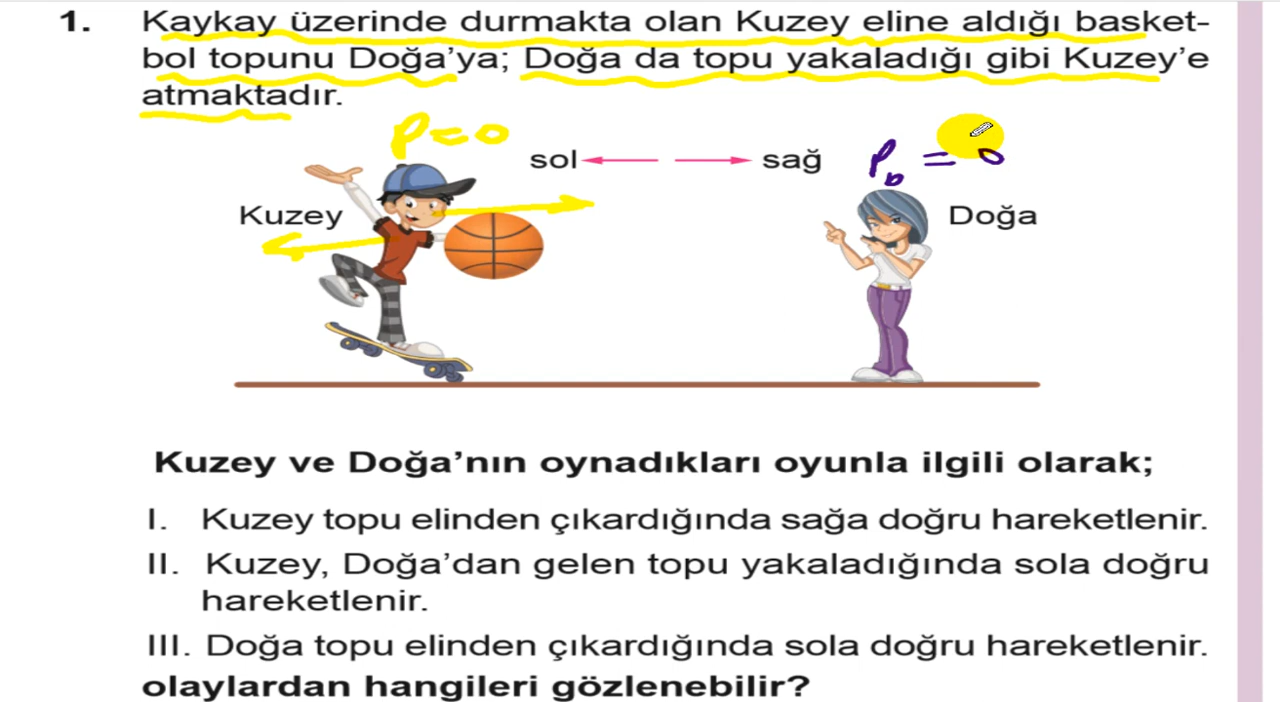 1. Kaykay üzerinde durmakta olan Kuzey eline aldığı basket-
bol topunu Doğa'ya; Doğa da topu yakaladığı gibi Kuzey'e
atmaktadır.
P = 0
sol sağ
P_D = 0
Kuzey
Doğa
Kuzey ve Doğa'nın oynadıkları oyunla ilgili olarak;
I. Kuzey topu elinden çıkardığında sağa doğru hareketlenir.
II. Kuzey, Doğa'dan gelen topu yakaladığında sola doğru
hareketlenir.
III. Doğa topu elinden çıkardığında sola doğru hareketlenir.
olaylardan hangileri gözlenebilir?